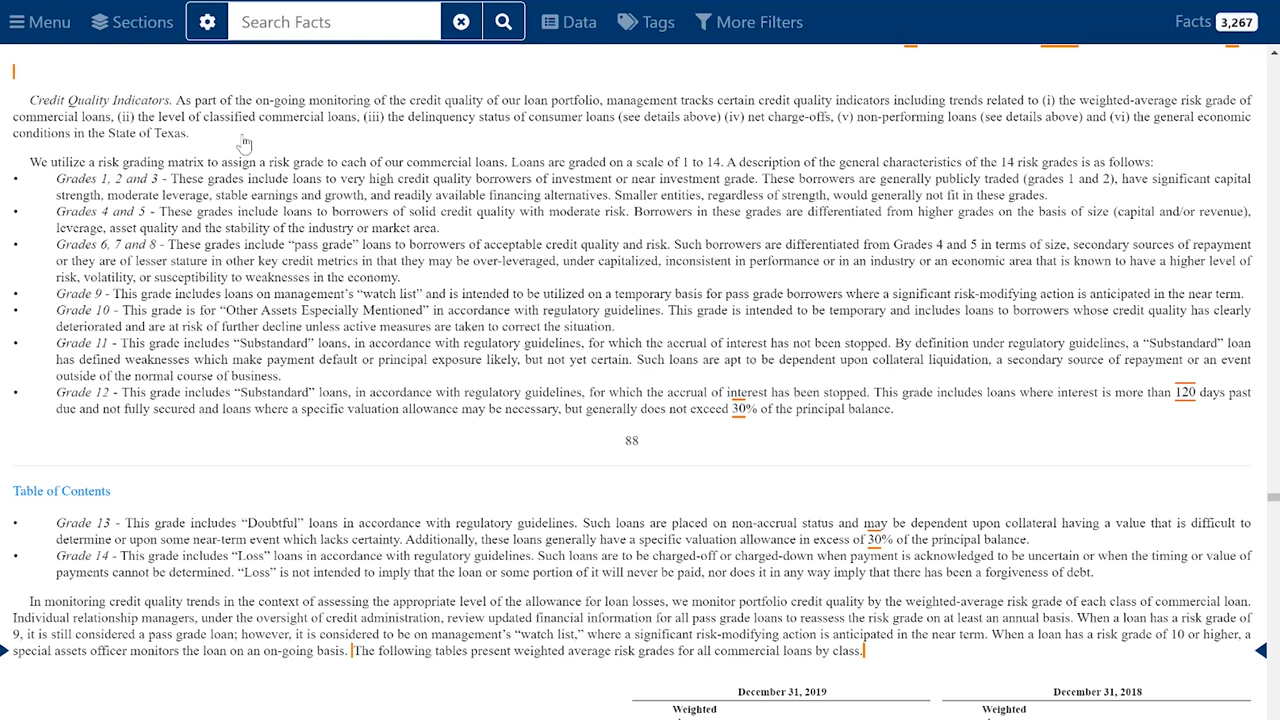 Menu Sections Search Facts Data Tags More Filters Facts 3,267
Credit Quality Indicators. As part of the on-going monitoring of the credit quality of our loan portfolio, management tracks certain credit quality indicators including trends related to (i) the weighted-average risk grade of
commercial loans, (ii) the level of classified commercial loans, (iii) the delinquency status of consumer loans (see details above) (iv) net charge-offs, (v) non-performing loans (see details above) and (vi) the general economic
conditions in the State of Texas.
We utilize a risk grading matrix to assign a risk grade to each of our commercial loans. Loans are graded on a scale of 1 to 14. A description of the general characteristics of the 14 risk grades is as follows:
• Grades 1, 2 and 3 - These grades include loans to very high credit quality borrowers of investment or near investment grade. These borrowers are generally publicly traded (grades 1 and 2), have significant capital
strength, moderate leverage, stable earnings and growth, and readily available financing alternatives. Smaller entities, regardless of strength, would generally not fit in these grades.
• Grades 4 and 5 - These grades include loans to borrowers of solid credit quality with moderate risk. Borrowers in these grades are differentiated from higher grades on the basis of size (capital and/or revenue),
leverage, asset quality and the stability of the industry or market area.
• Grades 6, 7 and 8 - These grades include “pass grade” loans to borrowers of acceptable credit quality and risk. Such borrowers are differentiated from Grades 4 and 5 in terms of size, secondary sources of repayment
or they are of lesser stature in other key credit metrics in that they may be over-leveraged, under capitalized, inconsistent in performance or in an industry or an economic area that is known to have a higher level of
risk, volatility, or susceptibility to weaknesses in the economy.
• Grade 9 - This grade includes loans on management’s “watch list” and is intended to be utilized on a temporary basis for pass grade borrowers where a significant risk-modifying action is anticipated in the near term.
• Grade 10 - This grade is for “Other Assets Especially Mentioned” in accordance with regulatory guidelines. This grade is intended to be temporary and includes loans to borrowers whose credit quality has clearly
deteriorated and are at risk of further decline unless active measures are taken to correct the situation.
• Grade 11 - This grade includes “Substandard” loans, in accordance with regulatory guidelines, for which the accrual of interest has not been stopped. By definition under regulatory guidelines, a “Substandard” loan
has defined weaknesses which make payment default or principal exposure likely, but not yet certain. Such loans are apt to be dependent upon collateral liquidation, a secondary source of repayment or an event
outside of the normal course of business.
• Grade 12 - This grade includes “Substandard” loans, in accordance with regulatory guidelines, for which the accrual of interest has been stopped. This grade includes loans where interest is more than 120 days past
due and not fully secured and loans where a specific valuation allowance may be necessary, but generally does not exceed 30% of the principal balance.
88
Table of Contents
• Grade 13 - This grade includes “Doubtful” loans in accordance with regulatory guidelines. Such loans are placed on non-accrual status and may be dependent upon collateral having a value that is difficult to
determine or upon some near-term event which lacks certainty. Additionally, these loans generally have a specific valuation allowance in excess of 30% of the principal balance.
• Grade 14 - This grade includes “Loss” loans in accordance with regulatory guidelines. Such loans are to be charged-off or charged-down when payment is acknowledged to be uncertain or when the timing or value of
payments cannot be determined. “Loss” is not intended to imply that the loan or some portion of it will never be paid, nor does it in any way imply that there has been a forgiveness of debt.
In monitoring credit quality trends in the context of assessing the appropriate level of the allowance for loan losses, we monitor portfolio credit quality by the weighted-average risk grade of each class of commercial loan.
Individual relationship managers, under the oversight of credit administration, review updated financial information for all pass grade loans to reassess the risk grade on at least an annual basis. When a loan has a risk grade of
9, it is still considered a pass grade loan; however, it is considered to be on management’s “watch list,” where a significant risk-modifying action is anticipated in the near term. When a loan has a risk grade of 10 or higher, a
special assets officer monitors the loan on an on-going basis. The following tables present weighted average risk grades for all commercial loans by class.
December 31, 2019 December 31, 2018
Weighted Weighted